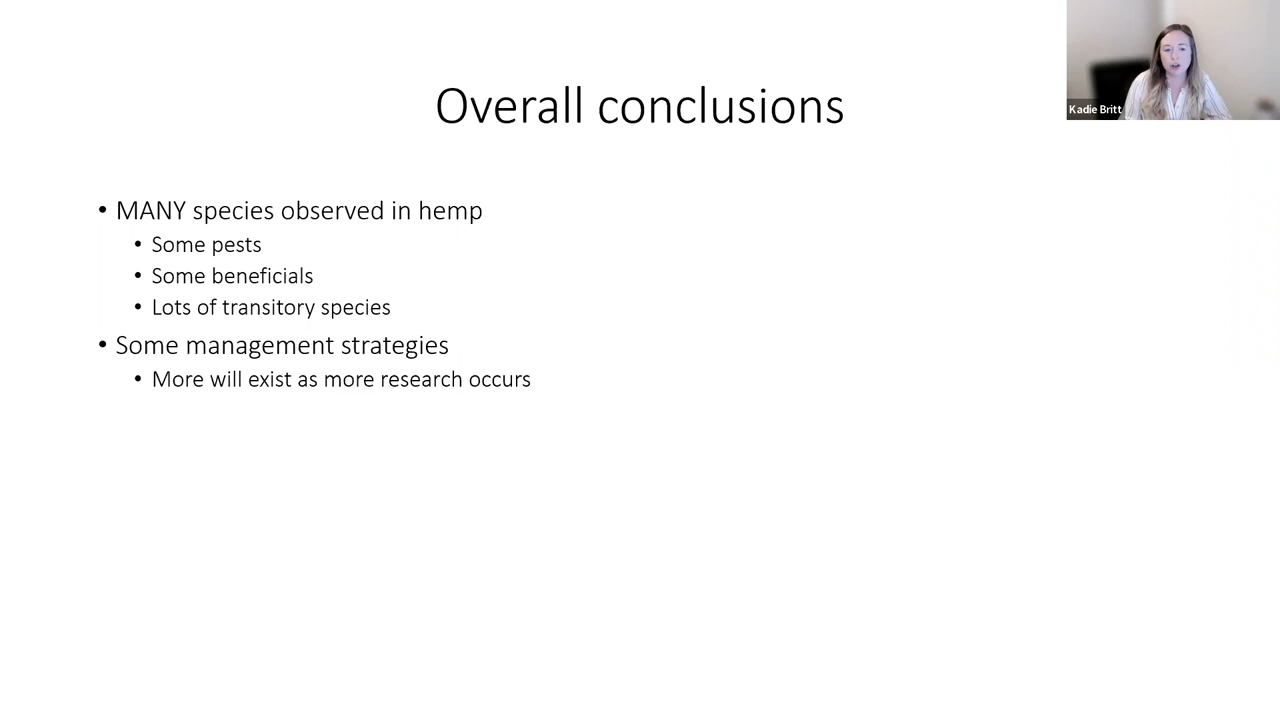 Kadie Britt
Overall conclusions
• MANY species observed in hemp
• Some pests
• Some beneficials
• Lots of transitory species
• Some management strategies
• More will exist as more research occurs